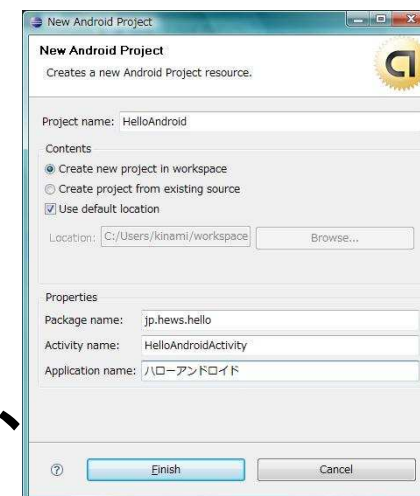 New Android Project
New Android Project
Creates a new Android Project resource.
Project name: HelloAndroid
Contents
Create new project in workspace
Create project from existing source
Use default location
Location: C:/Users/kinami/workspace Browse...
Properties
Package name: jp.hews.hello
Activity name: HelloAndroidActivity
Application name: ハローアンドロイド
Finish Cancel